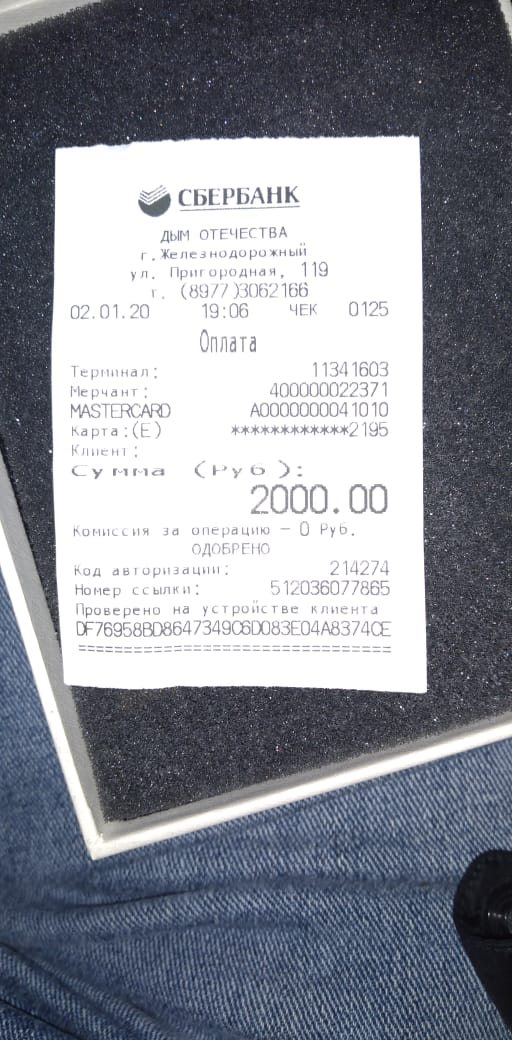 СБЕРБАНК
ДЫМ ОТЕЧЕСТВА
г.Железнодорожный
ул. Пригородная, 119
т. (8977)3062166
02.01.20 19:06 ЧЕК 0125
Оплата
Терминал: 11341603
Мерчант: 400000022371
MASTERCARD A0000000041010
Карта:(E) ************2195
Клиент:
Сумма (Руб):
2000.00
Комиссия за операцию – 0 Руб.
ОДОБРЕНО
Код авторизации: 214274
Номер ссылки: 512036077865
Проверено на устройстве клиента
DF76958BD8647349C6D083E04A8374CE
================================